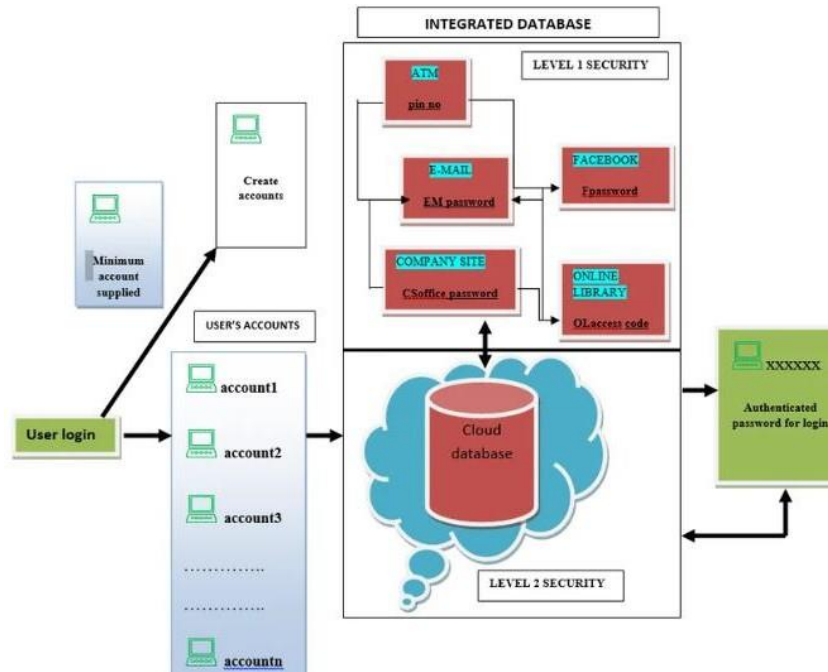 INTEGRATED DATABASE
LEVEL 1 SECURITY
ATM
pin no
E-MAIL
EM password
FACEBOOK
Fpassword
COMPANY SITE
CSoffice password
ONLINE
LIBRARY
OLaccess code
Create
accounts
Minimum
account
supplied
USER'S ACCOUNTS
User login
account1
account2
account3
..............
..............
accountn
Cloud
database
LEVEL 2 SECURITY
XXXXXX
Authenticated
password for login